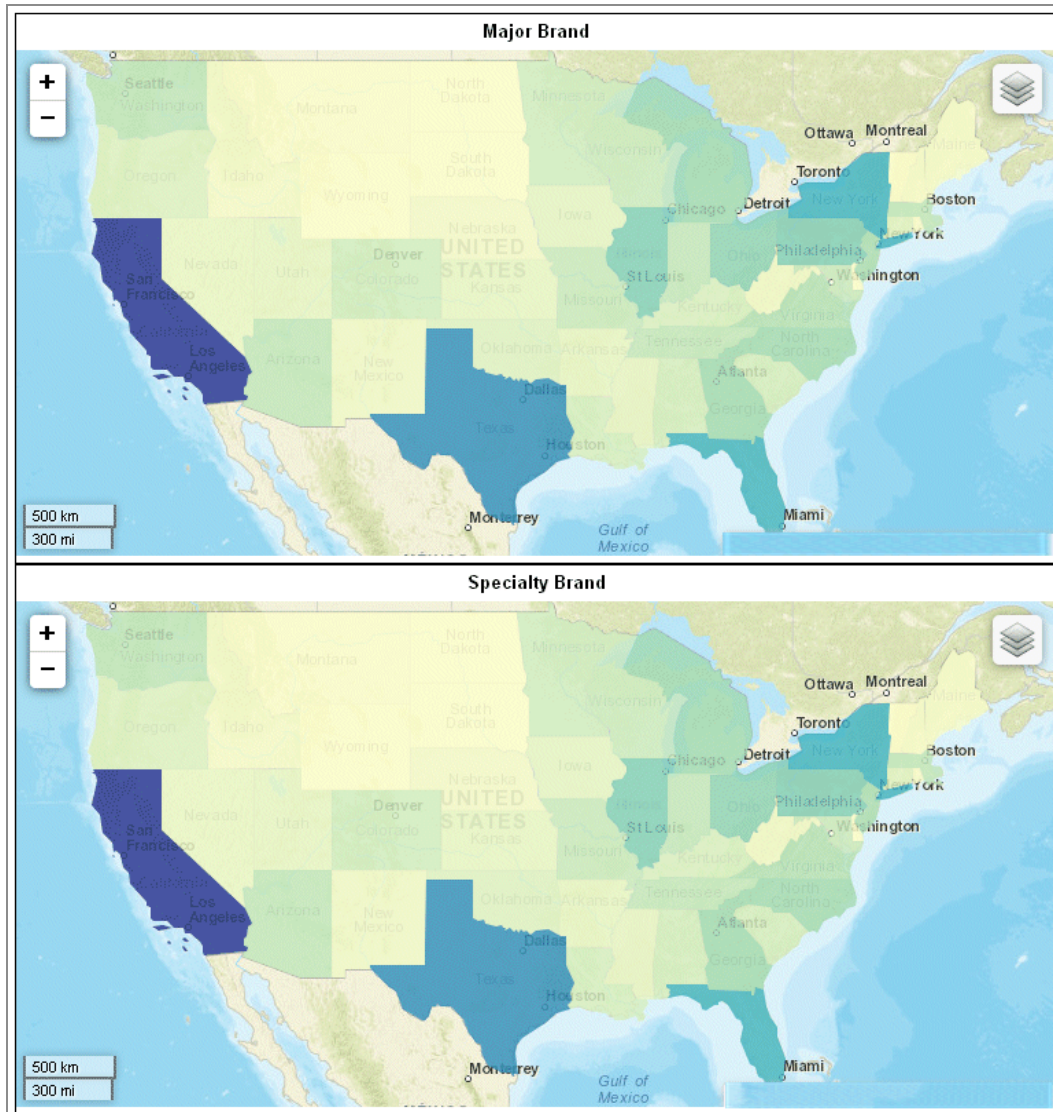 Major Brand
+
−
Seattle
Washington
Montana
North
Dakota
Minnesota
Ottawa
Montreal
Maine
Oregon
Idaho
Wyoming
South
Dakota
Wisconsin
Toronto
New York
Boston
Detroit
Chicago
Iowa
Nebraska
UNITED
STATES
Nevada
Utah
Denver
Colorado
Kansas
Illinois
Ohio
Philadelphia
New York
Washington
San
Francisco
California
St Louis
Missouri
Kentucky
Virginia
Los
Angeles
Arizona
New
Mexico
Oklahoma
Arkansas
Tennessee
North
Carolina
Atlanta
Georgia
Dallas
Texas
Houston
Miami
Monterrey
Gulf of
Mexico
500 km
300 mi
Specialty Brand
+
−
Seattle
Washington
Montana
North
Dakota
Minnesota
Ottawa
Montreal
Maine
Oregon
Idaho
Wyoming
South
Dakota
Wisconsin
Toronto
New York
Boston
Detroit
Chicago
Iowa
Nebraska
UNITED
STATES
Nevada
Utah
Denver
Colorado
Kansas
Illinois
Ohio
Philadelphia
New York
Washington
San
Francisco
California
St Louis
Missouri
Kentucky
Virginia
Los
Angeles
Arizona
New
Mexico
Oklahoma
Arkansas
Tennessee
North
Carolina
Atlanta
Georgia
Dallas
Texas
Houston
Miami
Monterrey
Gulf of
Mexico
500 km
300 mi